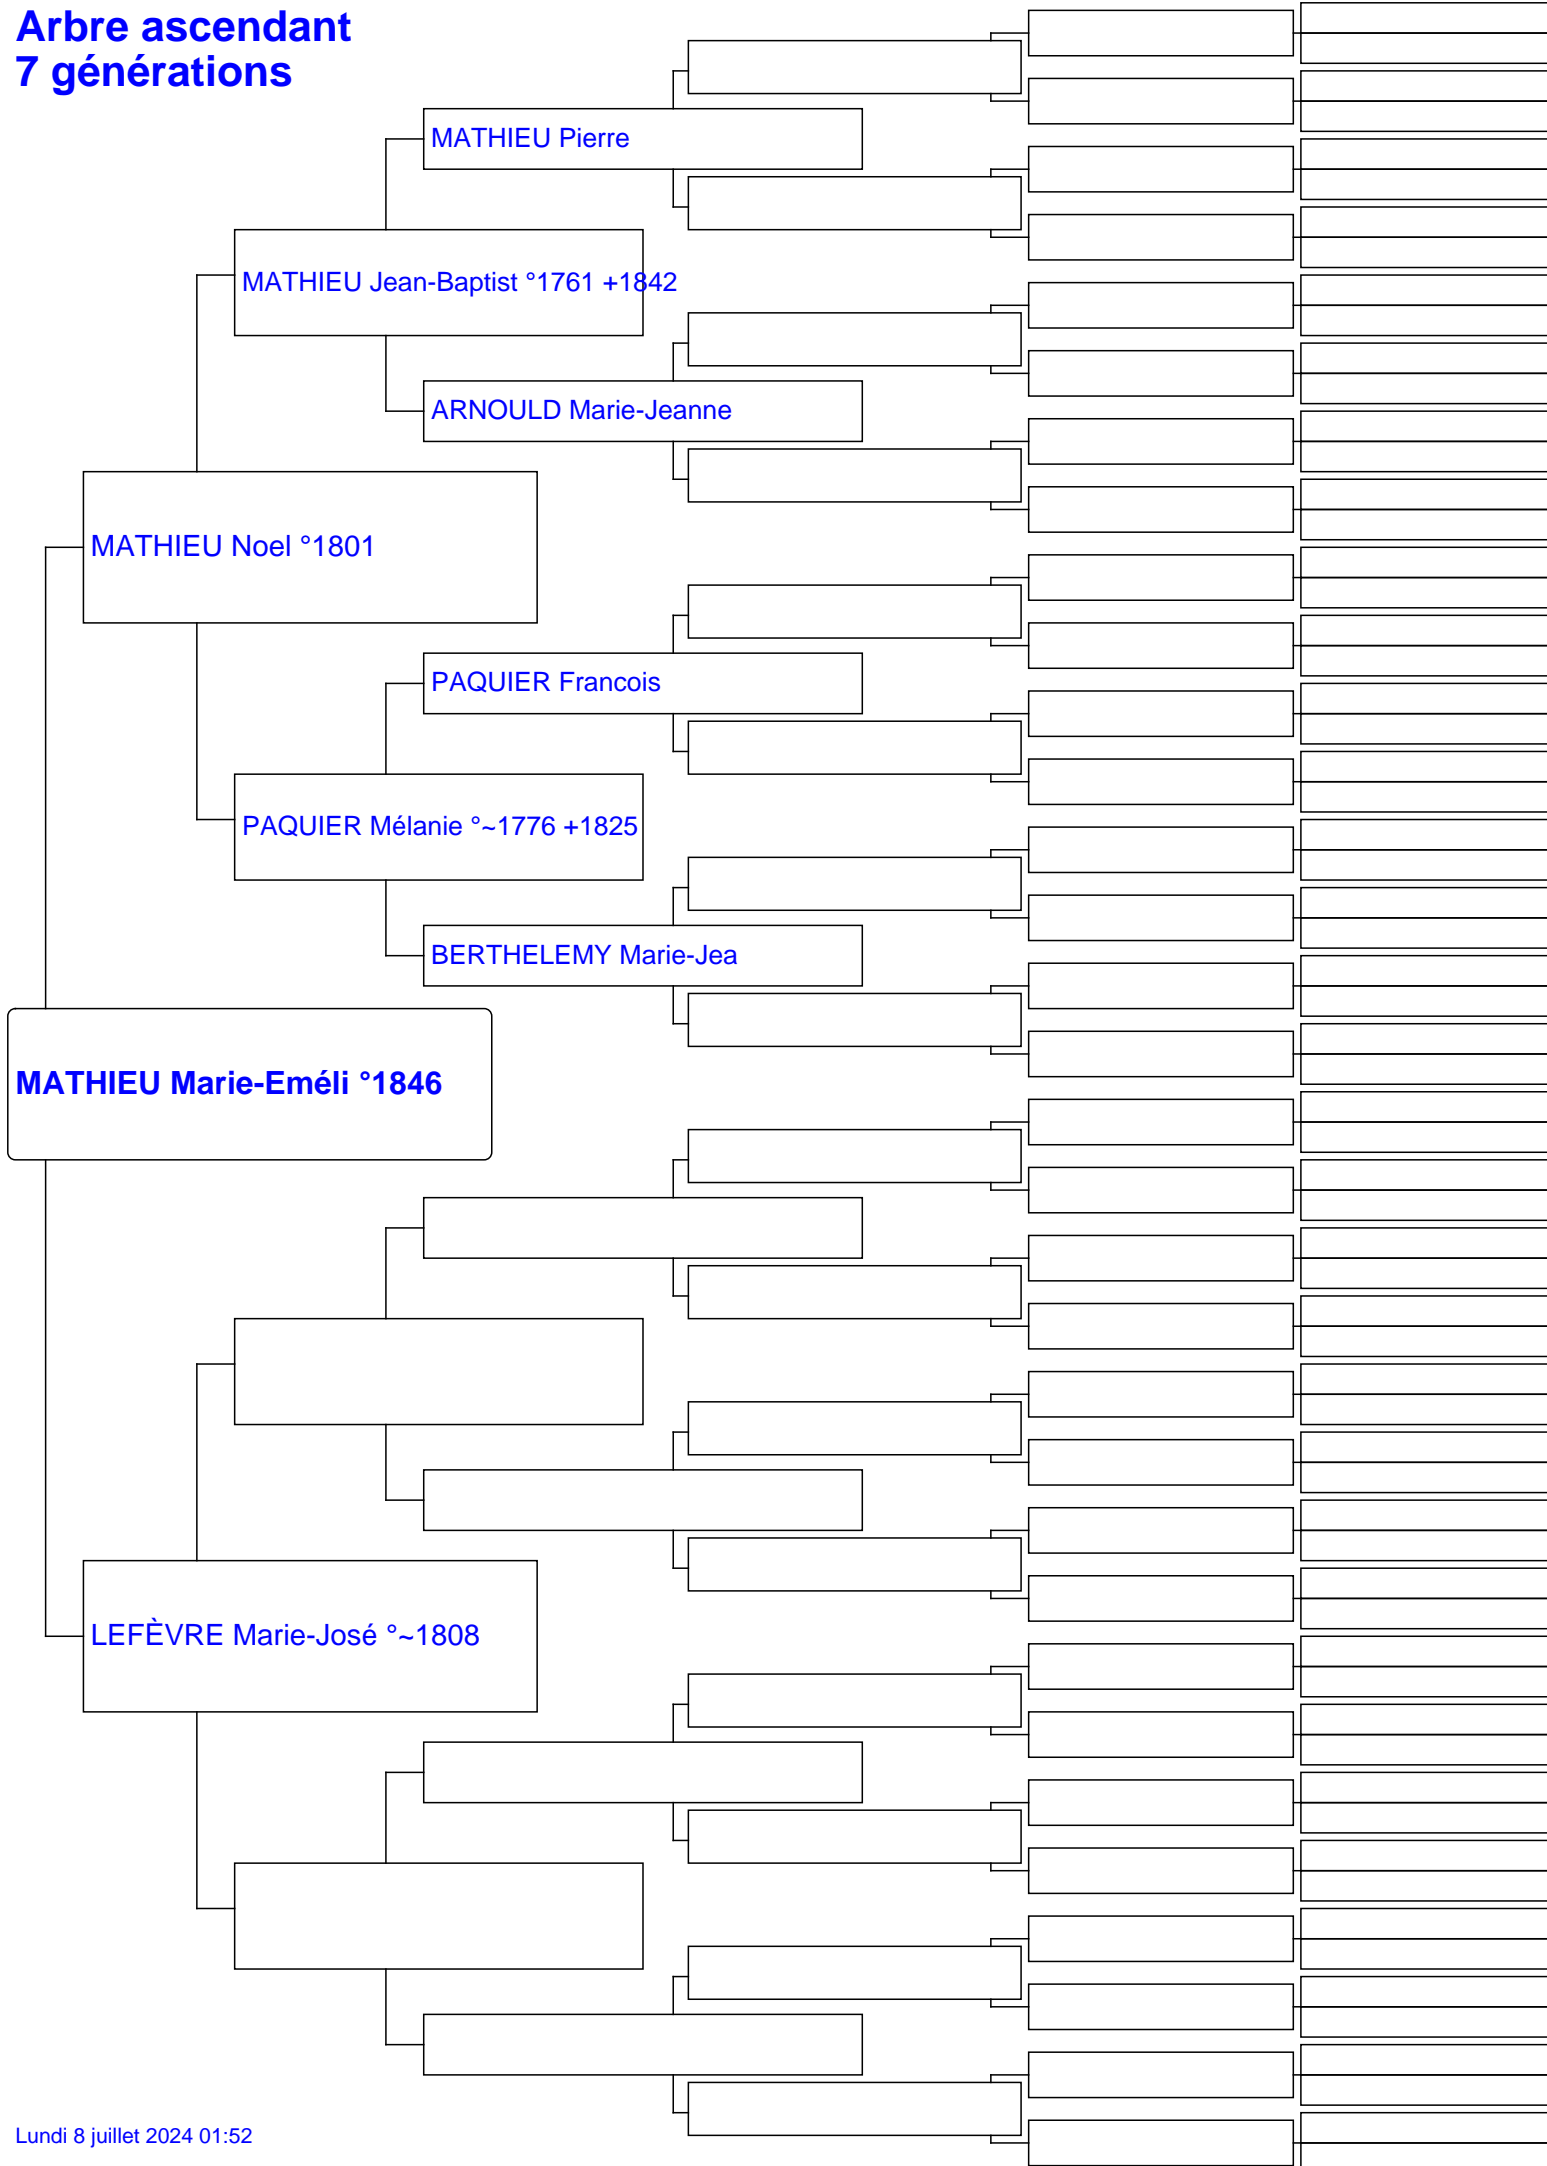 Arbre ascendant
7 générations
MATHIEU Pierre
MATHIEU Jean-Baptist °1761 +1842
ARNOULD Marie-Jeanne
MATHIEU Noel °1801
PAQUIER Francois
PAQUIER Mélanie °~1776 +1825
BERTHELEMY Marie-Jea
MATHIEU Marie-Eméli °1846
LEFÈVRE Marie-José °~1808
Lundi 8 juillet 2024 01:52